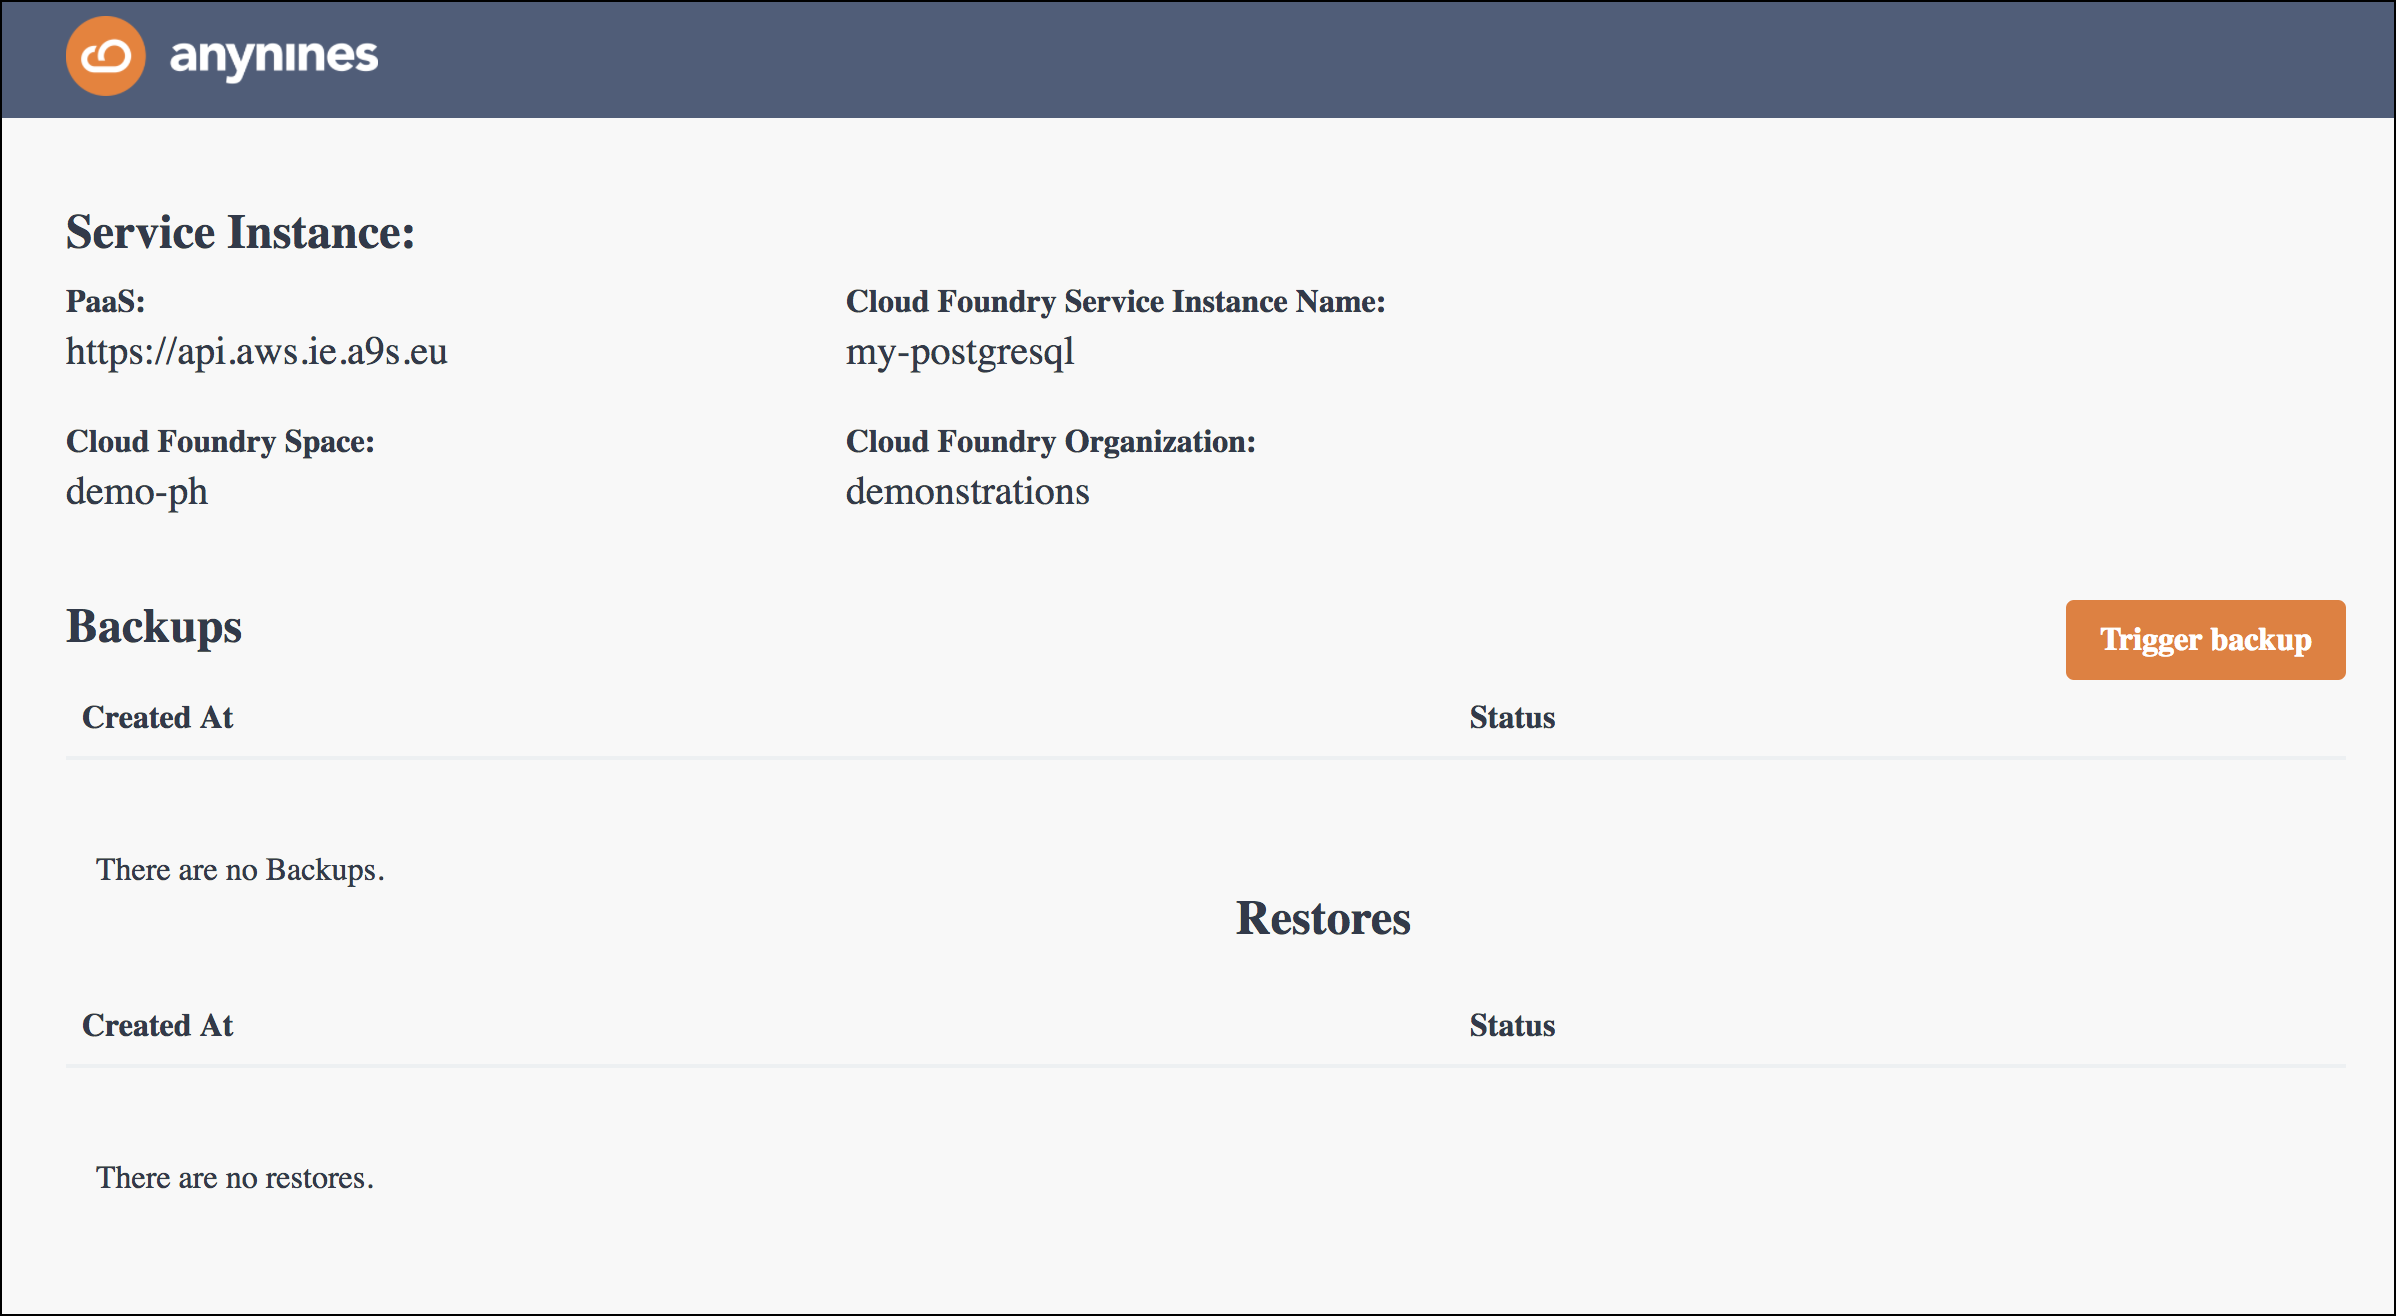 anynines
Service Instance:
PaaS:
https://api.aws.ie.a9s.eu
Cloud Foundry Service Instance Name:
my-postgresql
Cloud Foundry Space:
demo-ph
Cloud Foundry Organization:
demonstrations
Backups
Trigger backup
Created At
Status
There are no Backups.
Restores
Created At
Status
There are no restores.